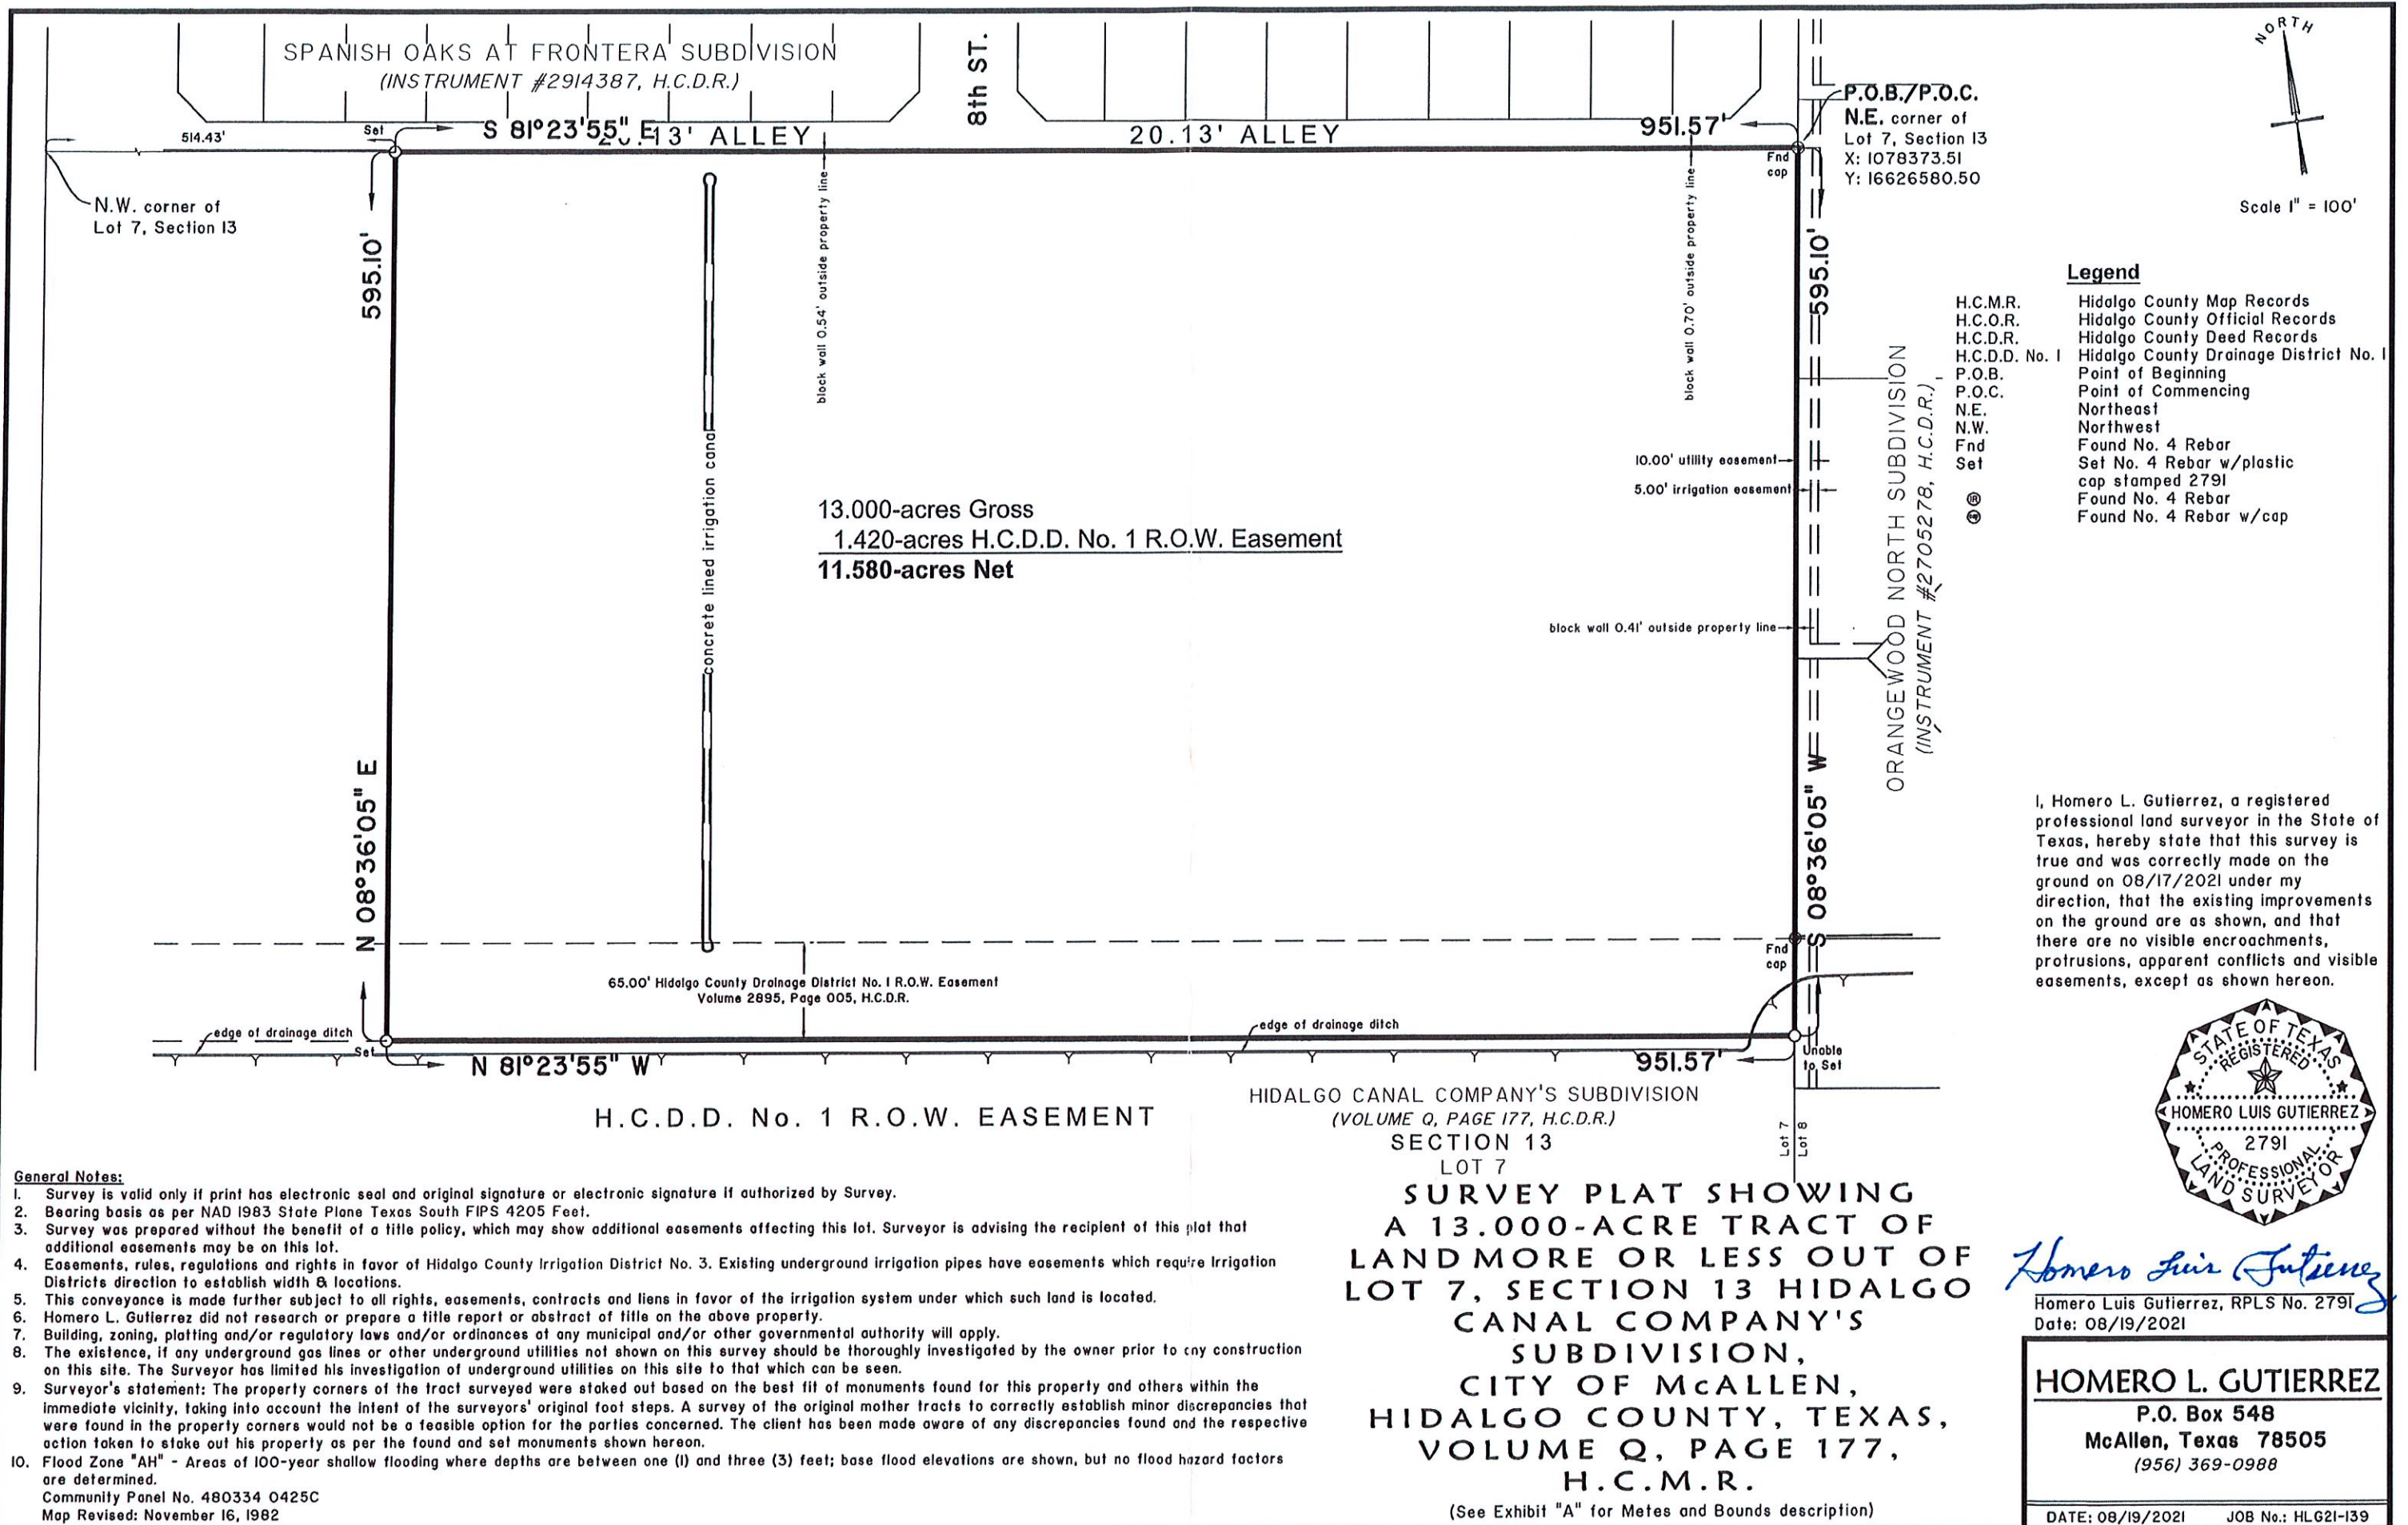 SPANISH OAKS AT FRONTERA SUBDIVISION
(INSTRUMENT #2914387, H.C.D.R.)
8th ST.
NORTH
Scale 1" = 100'
514.43'
Set
S 81°23'55" E
20.13' ALLEY
20.13' ALLEY
951.57'
P.O.B./P.O.C.
N.E. corner of
Lot 7, Section 13
X: 1078373.51
Y: 16626580.50
Fnd
cap
N.W. corner of
Lot 7, Section 13
595.10'
N 08°36'05" E
concrete lined irrigation canal
block wall 0.54' outside property line
block wall 0.70' outside property line
595.10'
S 08°36'05" W
13.000-acres Gross
1.420-acres H.C.D.D. No. 1 R.O.W. Easement
11.580-acres Net
10.00' utility easement
5.00' irrigation easement
block wall 0.41' outside property line
ORANGEWOOD NORTH SUBDIVISION
(INSTRUMENT #2705278, H.C.D.R.)
Legend
H.C.M.R. Hidalgo County Map Records
H.C.O.R. Hidalgo County Official Records
H.C.D.R. Hidalgo County Deed Records
H.C.D.D. No. 1 Hidalgo County Drainage District No. 1
P.O.B. Point of Beginning
P.O.C. Point of Commencing
N.E. Northeast
N.W. Northwest
Fnd Found No. 4 Rebar
Set Set No. 4 Rebar w/plastic
cap stamped 2791
Found No. 4 Rebar
Found No. 4 Rebar w/cap
I, Homero L. Gutierrez, a registered
professional land surveyor in the State of
Texas, hereby state that this survey is
true and was correctly made on the
ground on 08/17/2021 under my
direction, that the existing improvements
on the ground are as shown, and that
there are no visible encroachments,
protrusions, apparent conflicts and visible
easements, except as shown hereon.
Fnd
cap
65.00' Hidalgo County Drainage District No. 1 R.O.W. Easement
Volume 2895, Page 005, H.C.D.R.
edge of drainage ditch
edge of drainage ditch
Set
N 81°23'55" W
951.57'
Unable
to Set
H.C.D.D. No. 1 R.O.W. EASEMENT
HIDALGO CANAL COMPANY'S SUBDIVISION
(VOLUME Q, PAGE 177, H.C.D.R.)
SECTION 13
LOT 7
Lot 7
Lot 8
STATE OF TEXAS
REGISTERED
HOMERO LUIS GUTIERREZ
2791
PROFESSIONAL
LAND SURVEYOR
General Notes:
1. Survey is valid only if print has electronic seal and original signature or electronic signature if authorized by Survey.
2. Bearing basis as per NAD 1983 State Plane Texas South FIPS 4205 Feet.
3. Survey was prepared without the benefit of a title policy, which may show additional easements affecting this lot. Surveyor is advising the recipient of this plat that
additional easements may be on this lot.
4. Easements, rules, regulations and rights in favor of Hidalgo County Irrigation District No. 3. Existing underground irrigation pipes have easements which require Irrigation
Districts direction to establish width & locations.
5. This conveyance is made further subject to all rights, easements, contracts and liens in favor of the irrigation system under which such land is located.
6. Homero L. Gutierrez did not research or prepare a title report or abstract of title on the above property.
7. Building, zoning, platting and/or regulatory laws and/or ordinances at any municipal and/or other governmental authority will apply.
8. The existence, if any underground gas lines or other underground utilities not shown on this survey should be thoroughly investigated by the owner prior to any construction
on this site. The Surveyor has limited his investigation of underground utilities on this site to that which can be seen.
9. Surveyor's statement: The property corners of the tract surveyed were staked out based on the best fit of monuments found for this property and others within the
immediate vicinity, taking into account the intent of the surveyors' original foot steps. A survey of the original mother tracts to correctly establish minor discrepancies that
were found in the property corners would not be a feasible option for the parties concerned. The client has been made aware of any discrepancies found and the respective
action taken to stake out his property as per the found and set monuments shown hereon.
10. Flood Zone "AH" - Areas of 100-year shallow flooding where depths are between one (1) and three (3) feet; base flood elevations are shown, but no flood hazard factors
are determined.
Community Panel No. 480334 0425C
Map Revised: November 16, 1982
SURVEY PLAT SHOWING
A 13.000-ACRE TRACT OF
LAND MORE OR LESS OUT OF
LOT 7, SECTION 13 HIDALGO
CANAL COMPANY'S
SUBDIVISION,
CITY OF McALLEN,
HIDALGO COUNTY, TEXAS,
VOLUME Q, PAGE 177,
H.C.M.R.
(See Exhibit "A" for Metes and Bounds description)
Homero Luis Gutierrez
Homero Luis Gutierrez, RPLS No. 2791
Date: 08/19/2021
HOMERO L. GUTIERREZ
P.O. Box 548
McAllen, Texas 78505
(956) 369-0988
DATE: 08/19/2021 JOB No.: HLG21-139